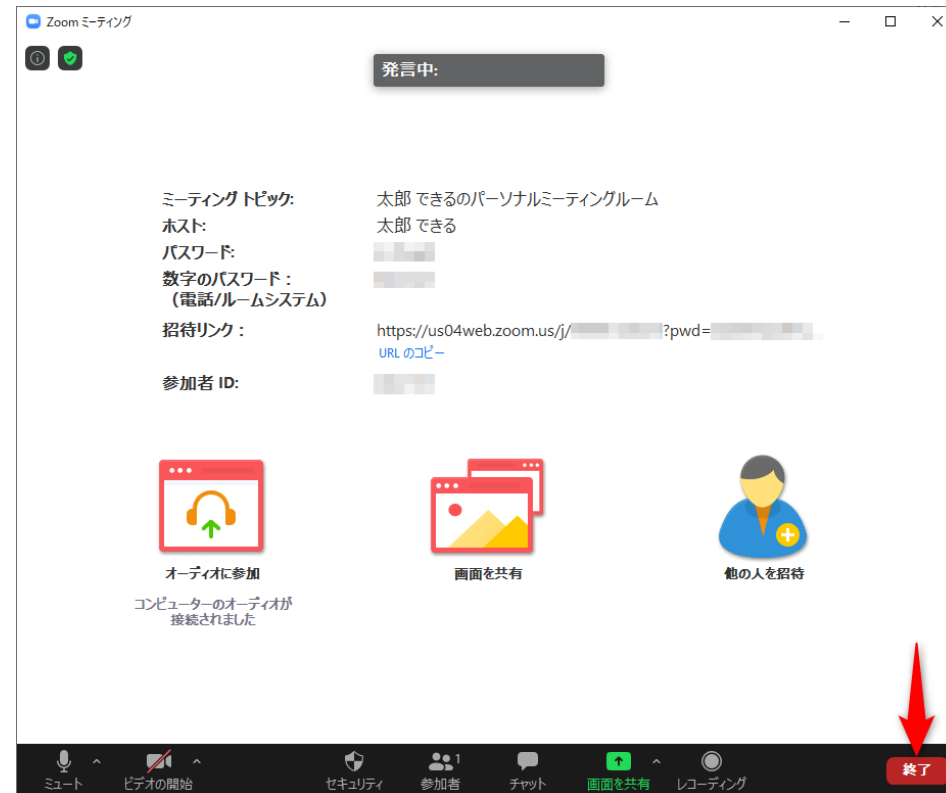 Zoom ミーティング
発言中:
ミーティング トピック: 太郎 できるのパーソナルミーティングルーム
ホスト: 太郎 できる
パスワード:
数字のパスワード：
（電話/ルームシステム）
招待リンク： https://us04web.zoom.us/j/ ?pwd=
URL のコピー
参加者 ID:
オーディオに参加 画面を共有 他の人を招待
コンピューターのオーディオが
接続されました
1
ミュート ビデオの開始 セキュリティ 参加者 チャット 画面を共有 レコーディング 終了